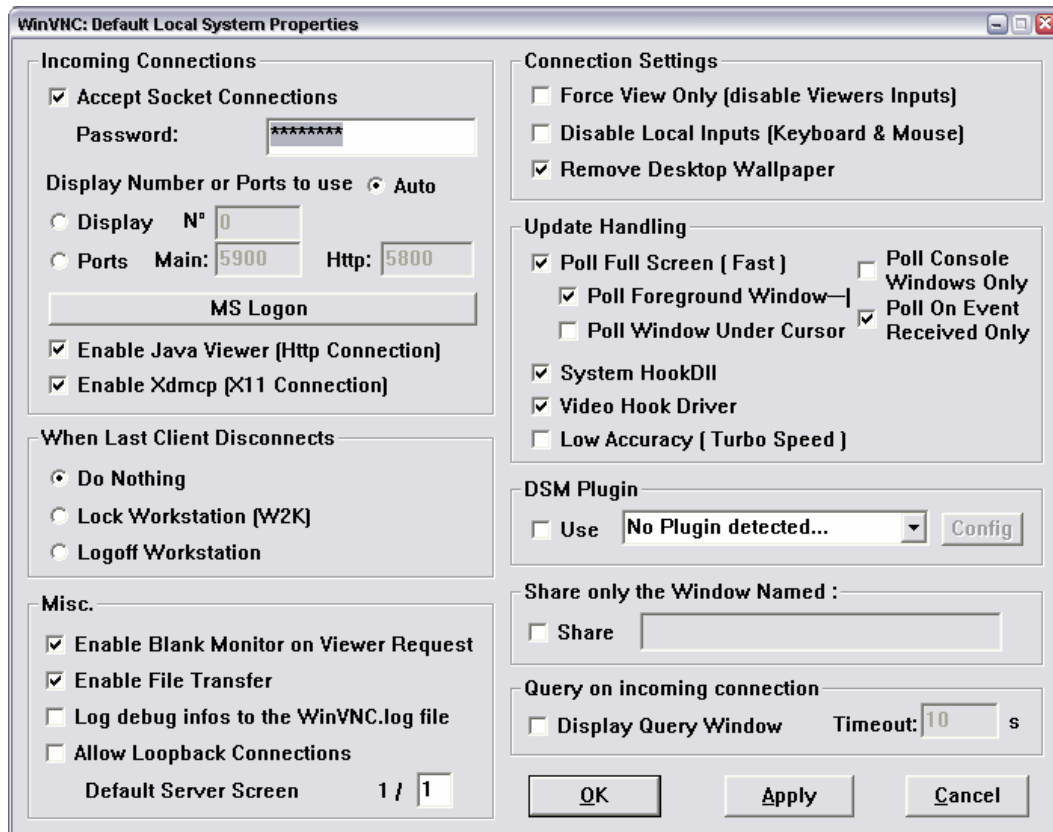 WinVNC: Default Local System Properties
Incoming Connections
Accept Socket Connections
Password: ********
Display Number or Ports to use Auto
Display N° 0
Ports Main: 5900 Http: 5800
MS Logon
Enable Java Viewer (Http Connection)
Enable Xdmcp (X11 Connection)
When Last Client Disconnects
Do Nothing
Lock Workstation (W2K)
Logoff Workstation
Misc.
Enable Blank Monitor on Viewer Request
Enable File Transfer
Log debug infos to the WinVNC.log file
Allow Loopback Connections
Default Server Screen 1 / 1
Connection Settings
Force View Only (disable Viewers Inputs)
Disable Local Inputs (Keyboard & Mouse)
Remove Desktop Wallpaper
Update Handling
Poll Full Screen ( Fast )
Poll Foreground Window
Poll Window Under Cursor
Poll Console
Windows Only
Poll On Event
Received Only
System HookDll
Video Hook Driver
Low Accuracy ( Turbo Speed )
DSM Plugin
Use No Plugin detected... Config
Share only the Window Named :
Share
Query on incoming connection
Display Query Window Timeout: 10 s
OK Apply Cancel